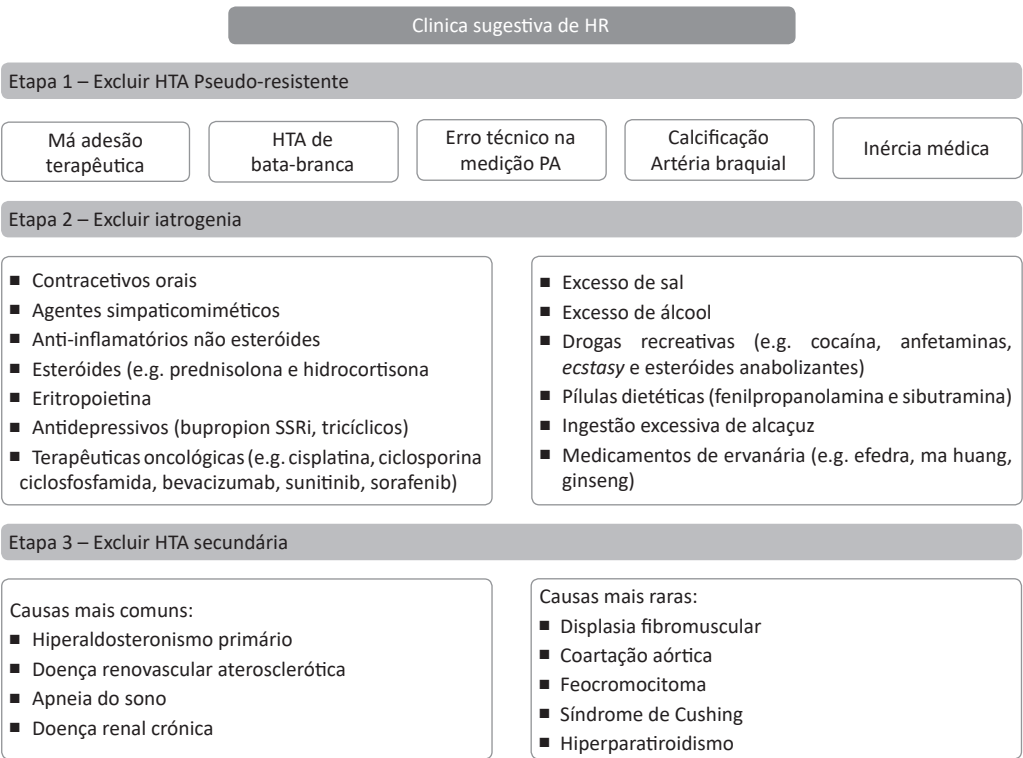 Clinica sugestiva de HR
Etapa 1 – Excluir HTA Pseudo-resistente
Má adesão
terapêutica
HTA de
bata-branca
Erro técnico na
medição PA
Calcificação
Artéria braquial
Inércia médica
Etapa 2 – Excluir iatrogenia
■ Contracetivos orais
■ Agentes simpaticomiméticos
■ Anti-inflamatórios não esteróides
■ Esteróides (e.g. prednisolona e hidrocortisona
■ Eritropoietina
■ Antidepressivos (bupropion SSRi, tricíclicos)
■ Terapêuticas oncológicas (e.g. cisplatina, ciclosporina
ciclosfosfamida, bevacizumab, sunitinib, sorafenib)
■ Excesso de sal
■ Excesso de álcool
■ Drogas recreativas (e.g. cocaína, anfetaminas,
ecstasy e esteróides anabolizantes)
■ Pílulas dietéticas (fenilpropanolamina e sibutramina)
■ Ingestão excessiva de alcaçuz
■ Medicamentos de ervanária (e.g. efedra, ma huang,
ginseng)
Etapa 3 – Excluir HTA secundária
Causas mais comuns:
■ Hiperaldosteronismo primário
■ Doença renovascular aterosclerótica
■ Apneia do sono
■ Doença renal crónica
Causas mais raras:
■ Displasia fibromuscular
■ Coartação aórtica
■ Feocromocitoma
■ Síndrome de Cushing
■ Hiperparatiroidismo